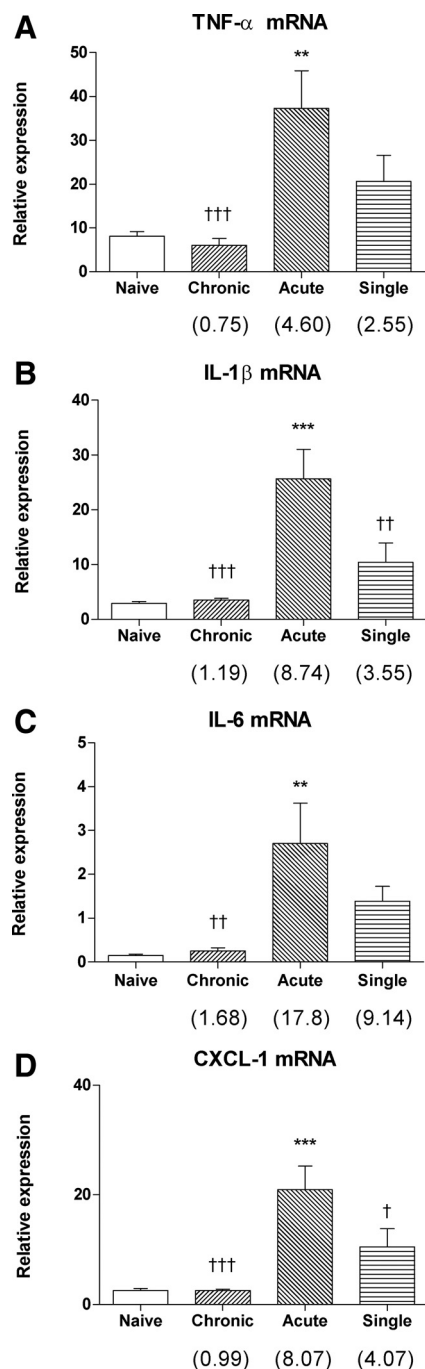 A
TNF-α mRNA
Relative expression
50
40
30
20
10
0
**
†††
Naive Chronic Acute Single
(0.75) (4.60) (2.55)
B
IL-1β mRNA
Relative expression
40
30
20
10
0
***
††
†††
Naive Chronic Acute Single
(1.19) (8.74) (3.55)
C
IL-6 mRNA
Relative expression
5
4
3
2
1
0
**
††
Naive Chronic Acute Single
(1.68) (17.8) (9.14)
D
CXCL-1 mRNA
Relative expression
40
20
0
***
†
†††
Naive Chronic Acute Single
(0.99) (8.07) (4.07)